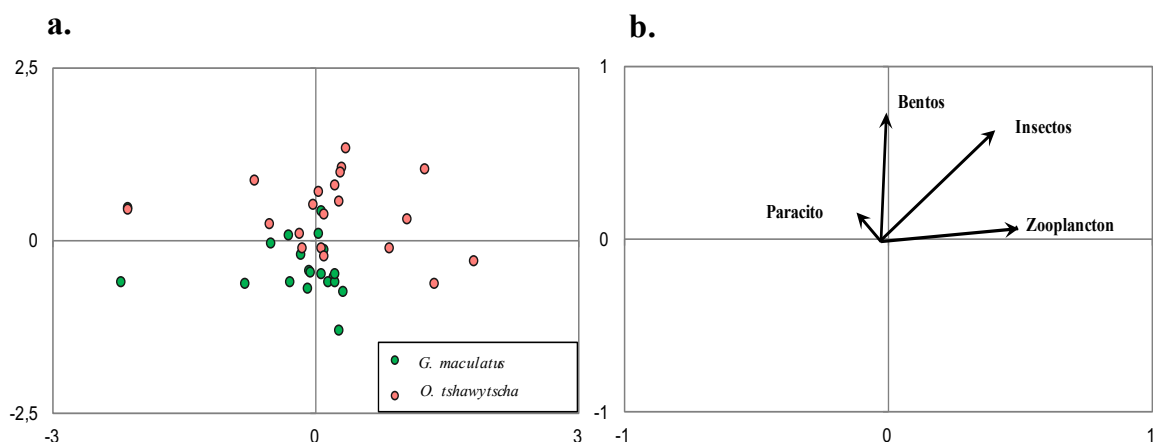 a.
2,5
0
-2,5
-3 0 3
G. maculatus
O. tshawytscha
b.
1
0
-1
-1 0 1
Bentos
Insectos
Paracito
Zooplancton